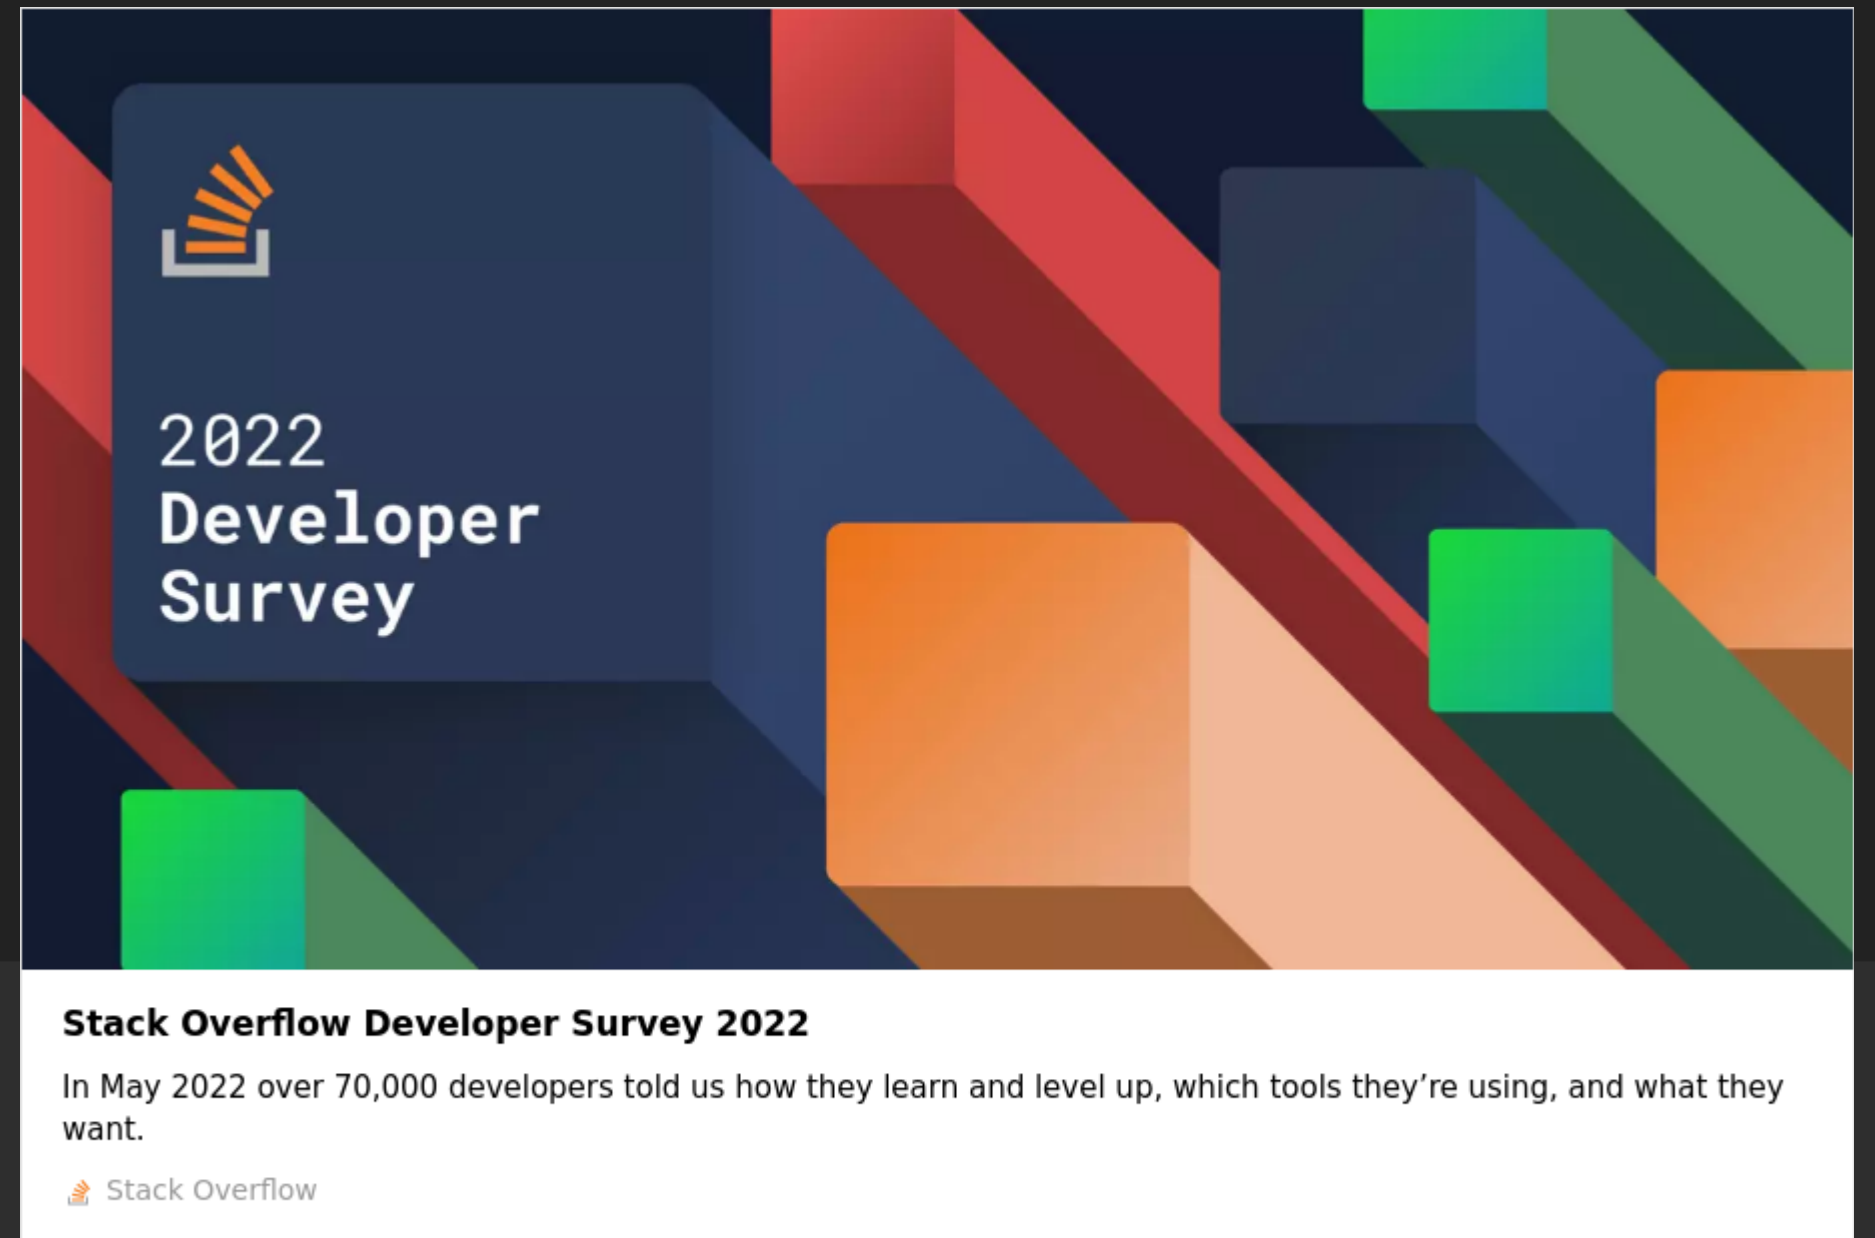 2022
Developer
Survey
Stack Overflow Developer Survey 2022
In May 2022 over 70,000 developers told us how they learn and level up, which tools they’re using, and what they
want.
Stack Overflow